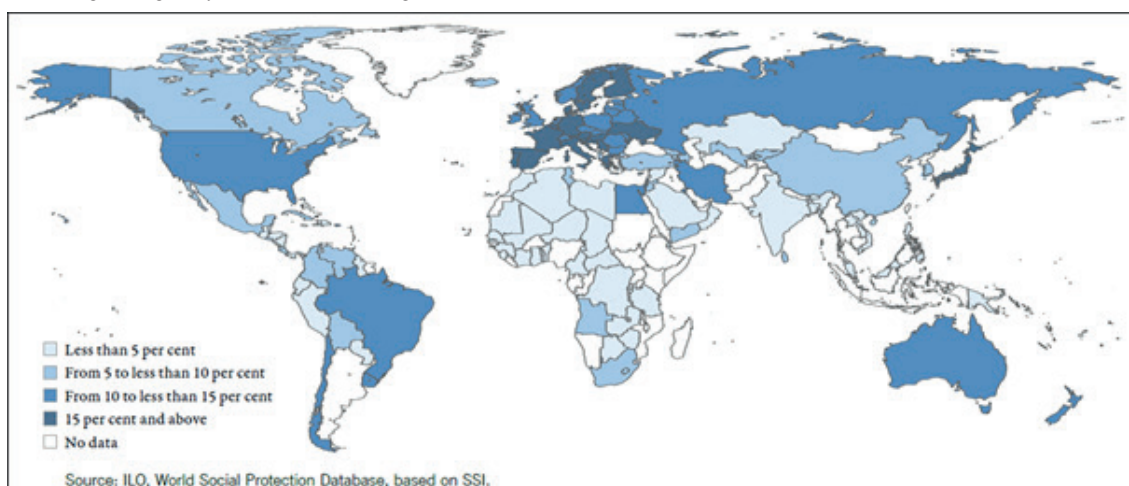 Less than 5 per cent
From 5 to less than 10 per cent
From 10 to less than 15 per cent
15 per cent and above
No data
Source: ILO, World Social Protection Database, based on SSI.